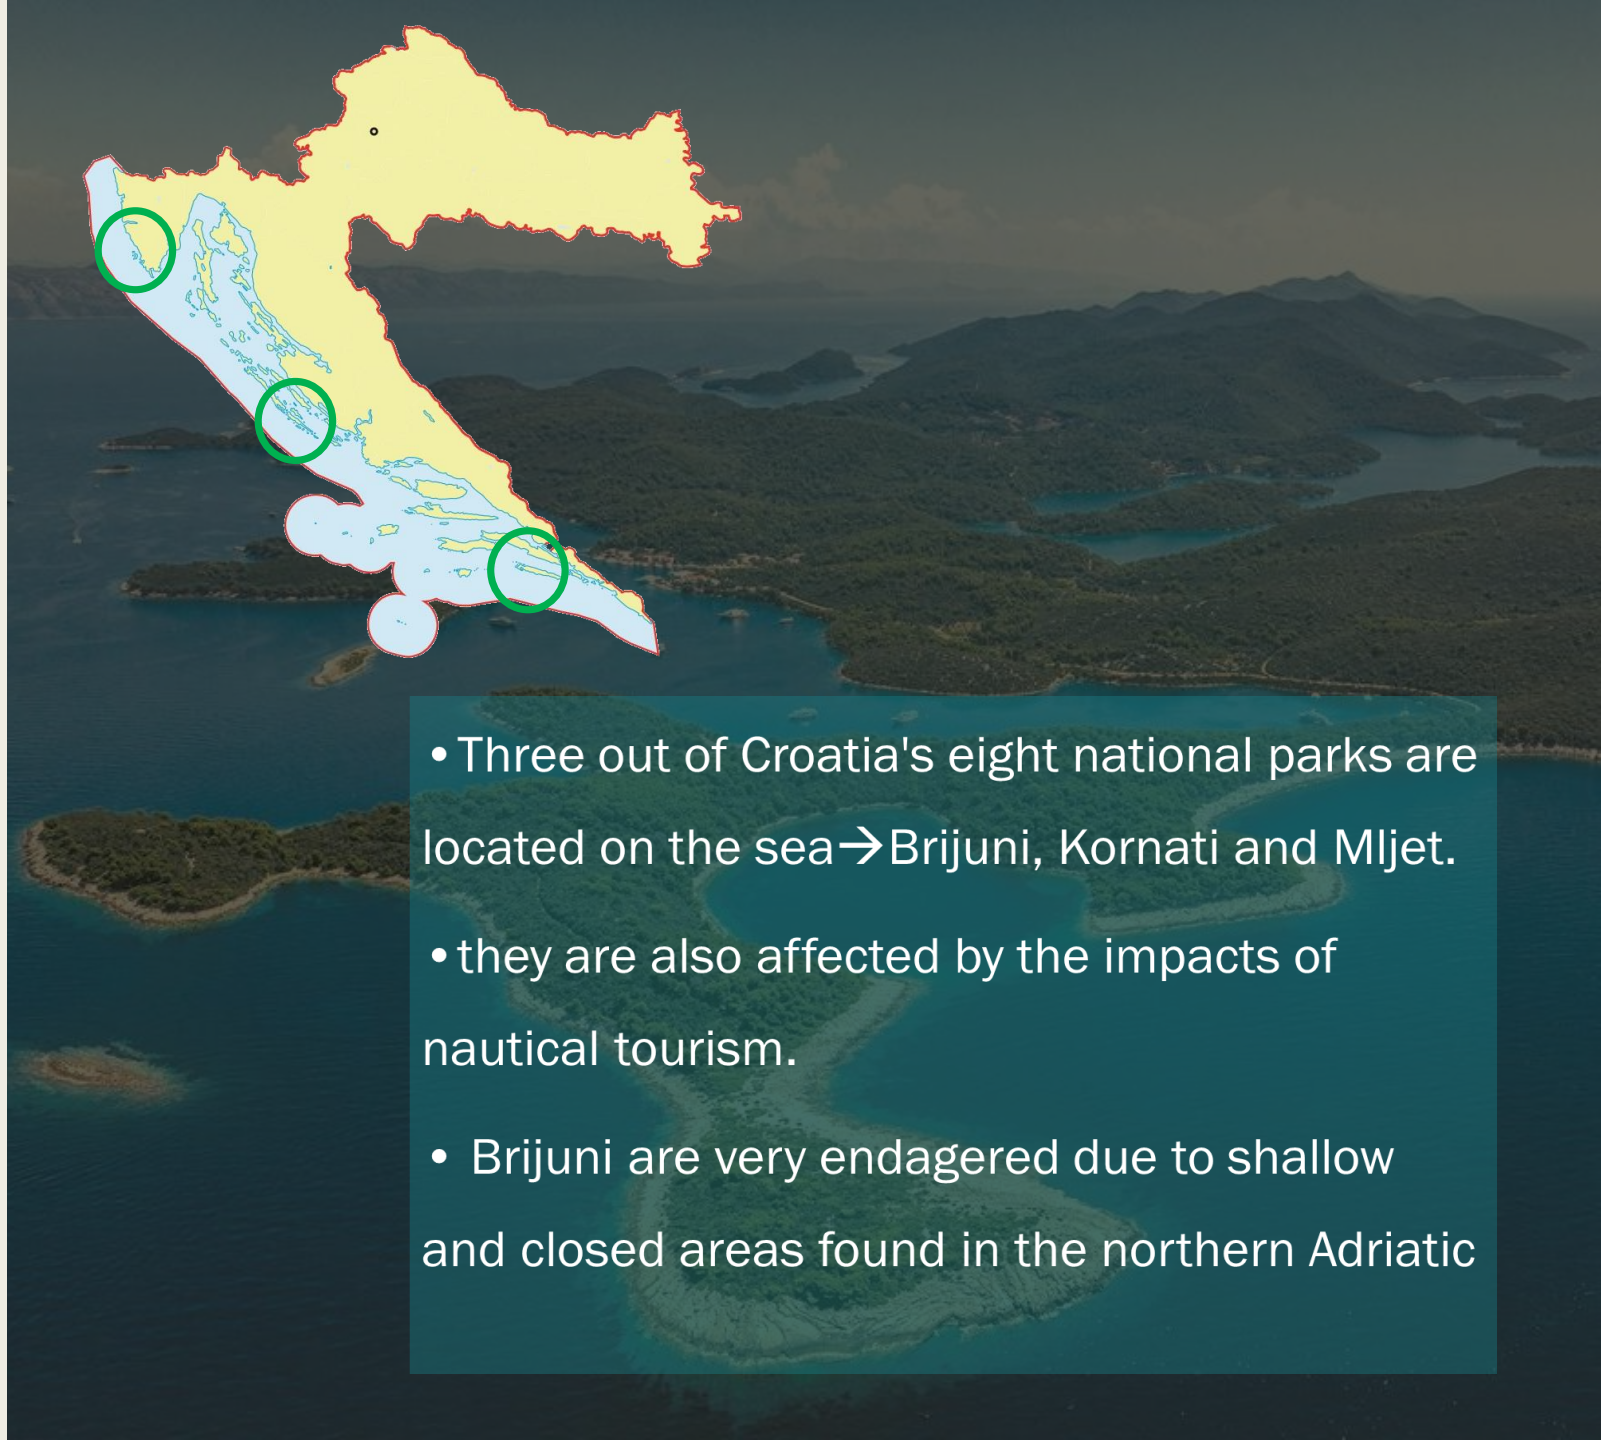 •Three out of Croatia's eight national parks are
located on the sea→Brijuni, Kornati and Mljet.
•they are also affected by the impacts of
nautical tourism.
• Brijuni are very endagered due to shallow
and closed areas found in the northern Adriatic